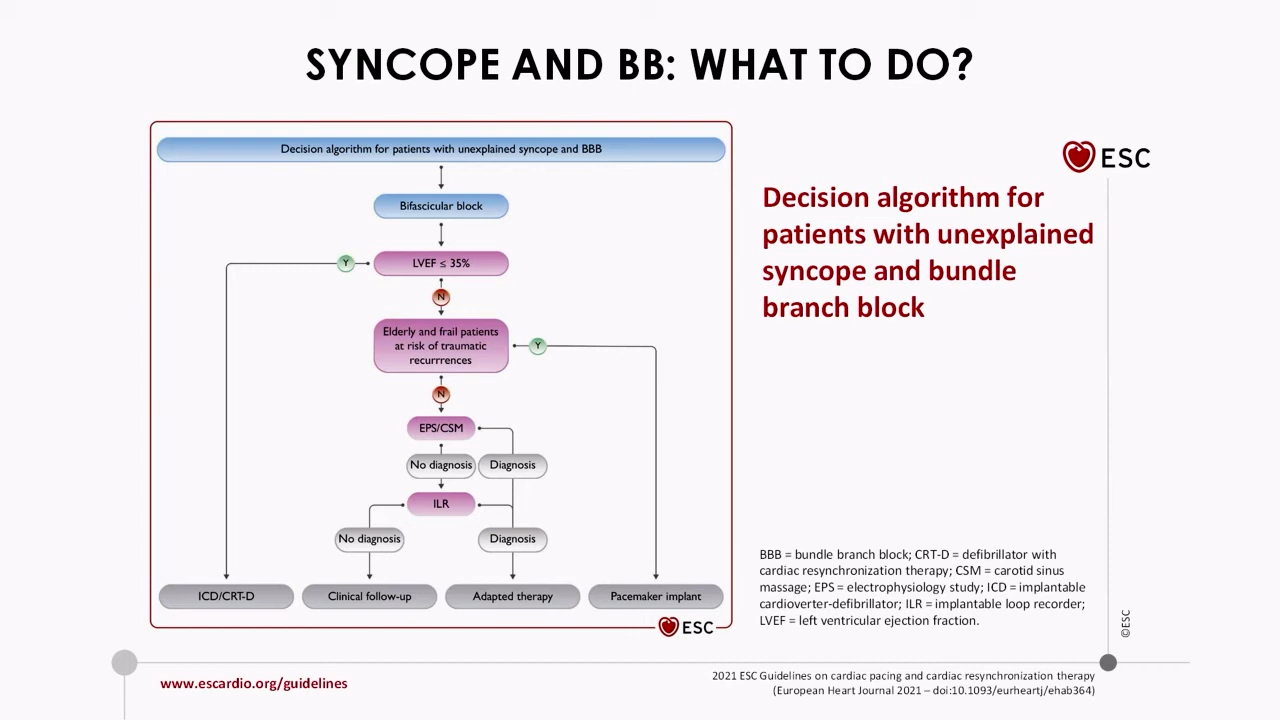 SYNCOPE AND BB: WHAT TO DO?
Decision algorithm for patients with unexplained syncope and BBB
Bifascicular block
Y
LVEF ≤ 35%
N
Elderly and frail patients
at risk of traumatic
recurrrences
Y
N
EPS/CSM
No diagnosis
Diagnosis
ILR
No diagnosis
Diagnosis
ICD/CRT-D
Clinical follow-up
Adapted therapy
Pacemaker implant
ESC
ESC
Decision algorithm for
patients with unexplained
syncope and bundle
branch block
BBB = bundle branch block; CRT-D = defibrillator with
cardiac resynchronization therapy; CSM = carotid sinus
massage; EPS = electrophysiology study; ICD = implantable
cardioverter-defibrillator; ILR = implantable loop recorder;
LVEF = left ventricular ejection fraction.
©ESC
www.escardio.org/guidelines
2021 ESC Guidelines on cardiac pacing and cardiac resynchronization therapy
(European Heart Journal 2021 – doi:10.1093/eurheartj/ehab364)